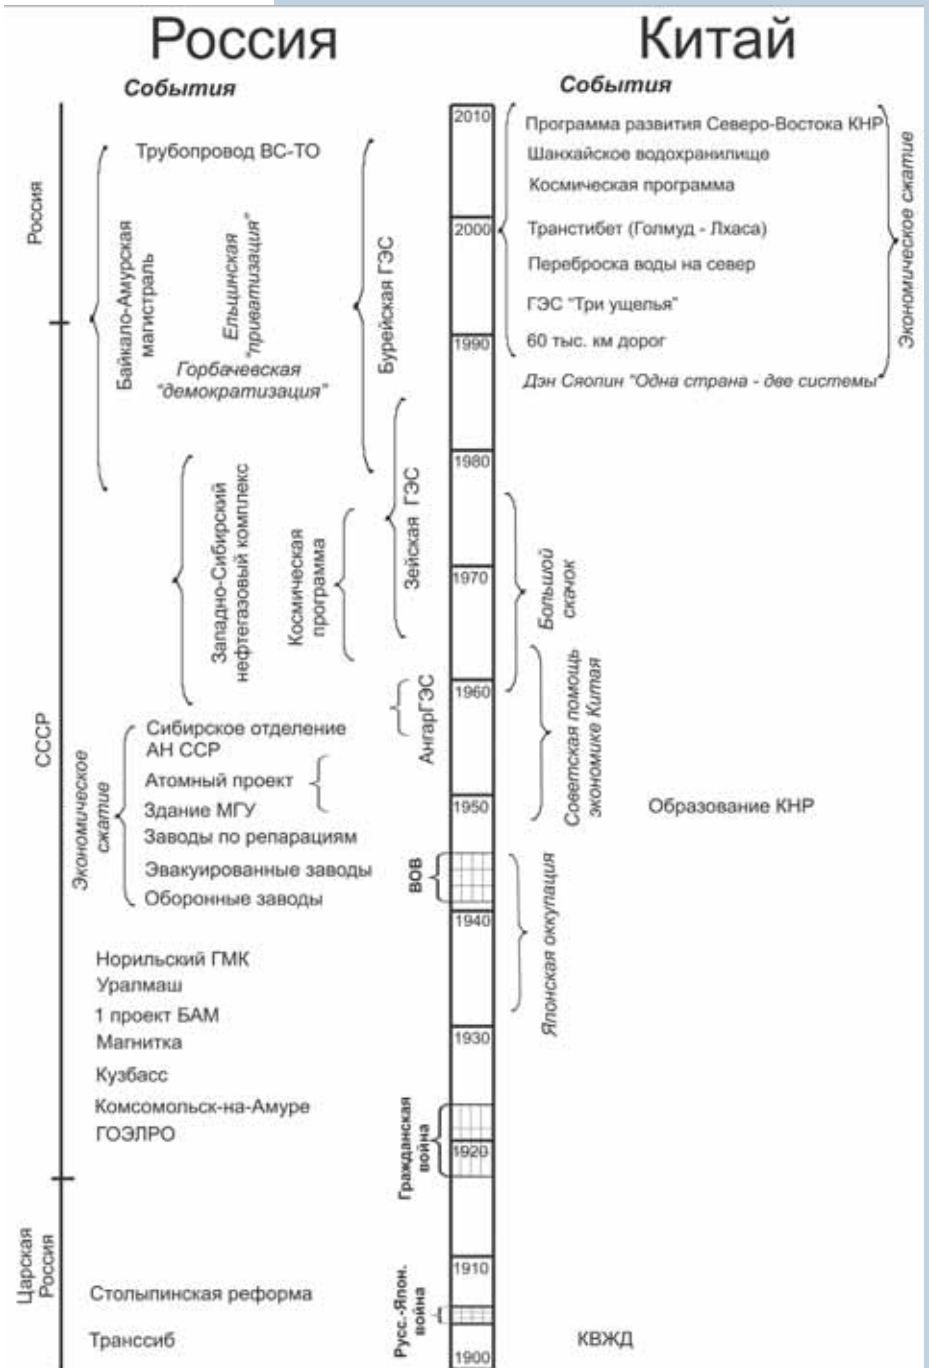 Россия
Китай
События
События
2010
Программа развития Северо-Востока КНР
Трубопровод ВС-ТО
Шанхайское водохранилище
Космическая программа
Экономическое сжатие
Россия
2000
Транстибет (Голмуд - Лхаса)
Байкало-Амурская
магистраль
Ельцинская
"приватизация"
Бурейская ГЭС
Переброска воды на север
ГЭС "Три ущелья"
1990
60 тыс. км дорог
Горбачевская
"демократизация"
Дэн Сяопин "Одна страна - две системы"
1980
Западно-Сибирский
нефтегазовый комплекс
Космическая
программа
Зейская ГЭС
1970
Большой
скачок
1960
АнгарГЭС
Советская помощь
экономике Китая
СССР
Экономическое
сжатие
Сибирское отделение
АН ССР
Атомный проект
Здание МГУ
1950
Образование КНР
Заводы по репарациям
Эвакуированные заводы
ВОВ
Оборонные заводы
1940
Японская оккупация
Норильский ГМК
Уралмаш
1 проект БАМ
1930
Магнитка
Кузбасс
Комсомольск-на-Амуре
ГОЭЛРО
Гражданская
война
1920
Царская
Россия
1910
Столыпинская реформа
Русс.-Япон.
война
Транссиб
КВЖД
1900